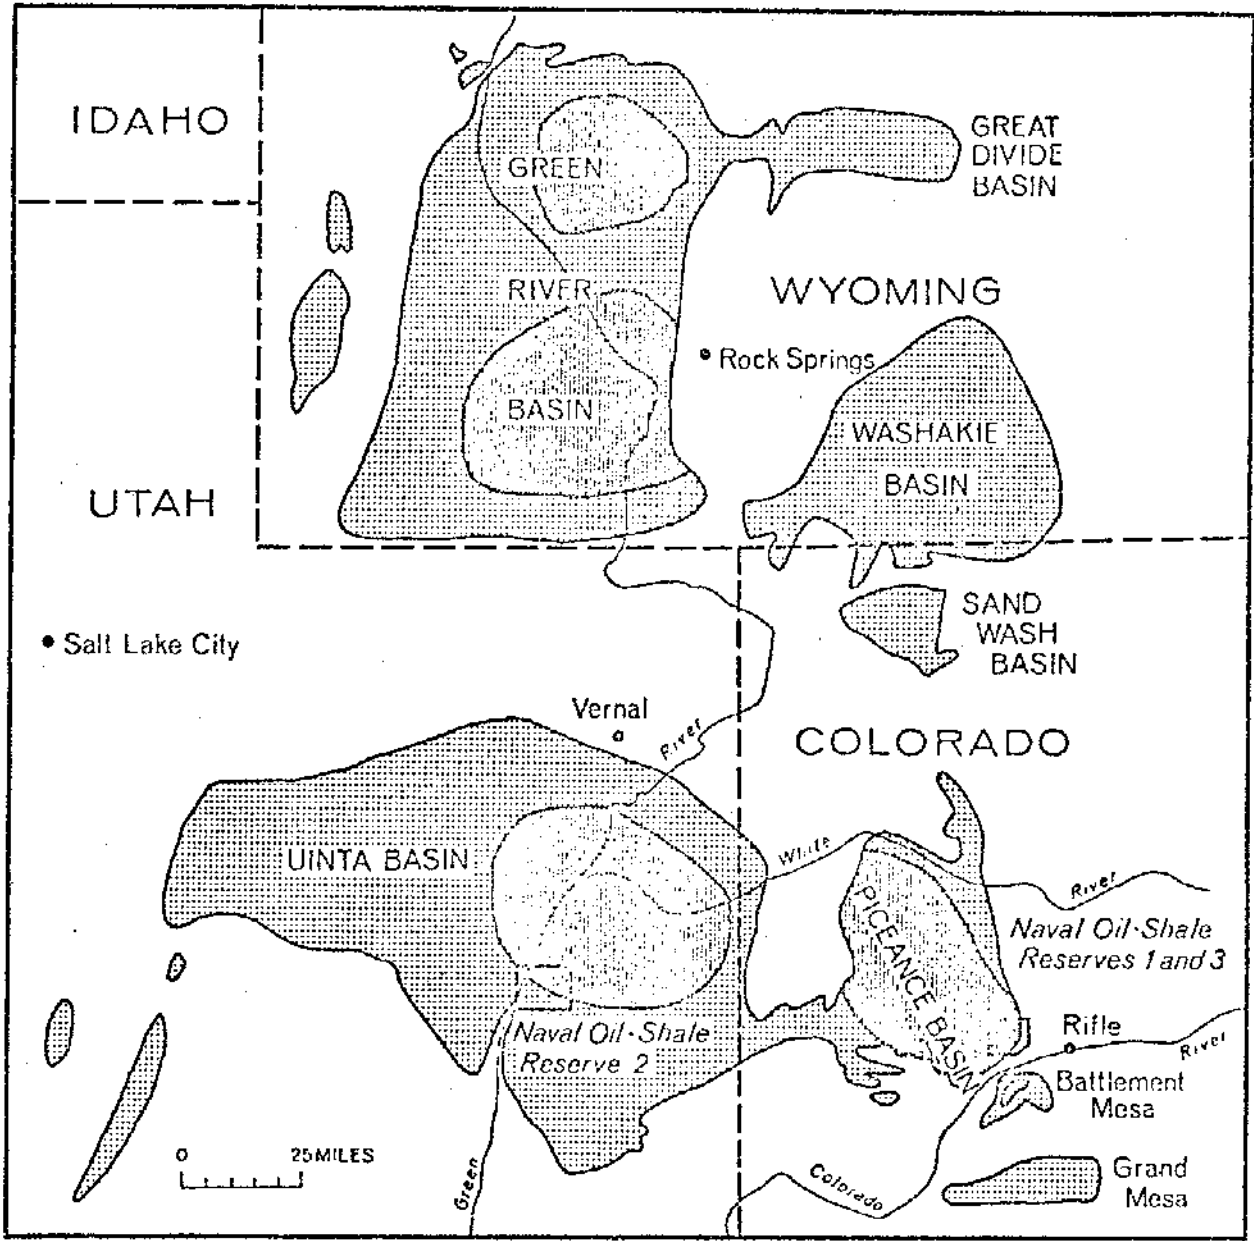 IDAHO
GREAT
DIVIDE
BASIN
GREEN
RIVER
BASIN
WYOMING
Rock Springs
WASHAKIE
BASIN
UTAH
SAND
WASH
BASIN
Salt Lake City
Vernal
River
COLORADO
UINTA BASIN
White
River
PICEANCE BASIN
Naval Oil-Shale
Reserves 1 and 3
Naval Oil-Shale
Reserve 2
Rifle
River
Battlement
Mesa
0 25 MILES
Green
Colorado
Grand
Mesa